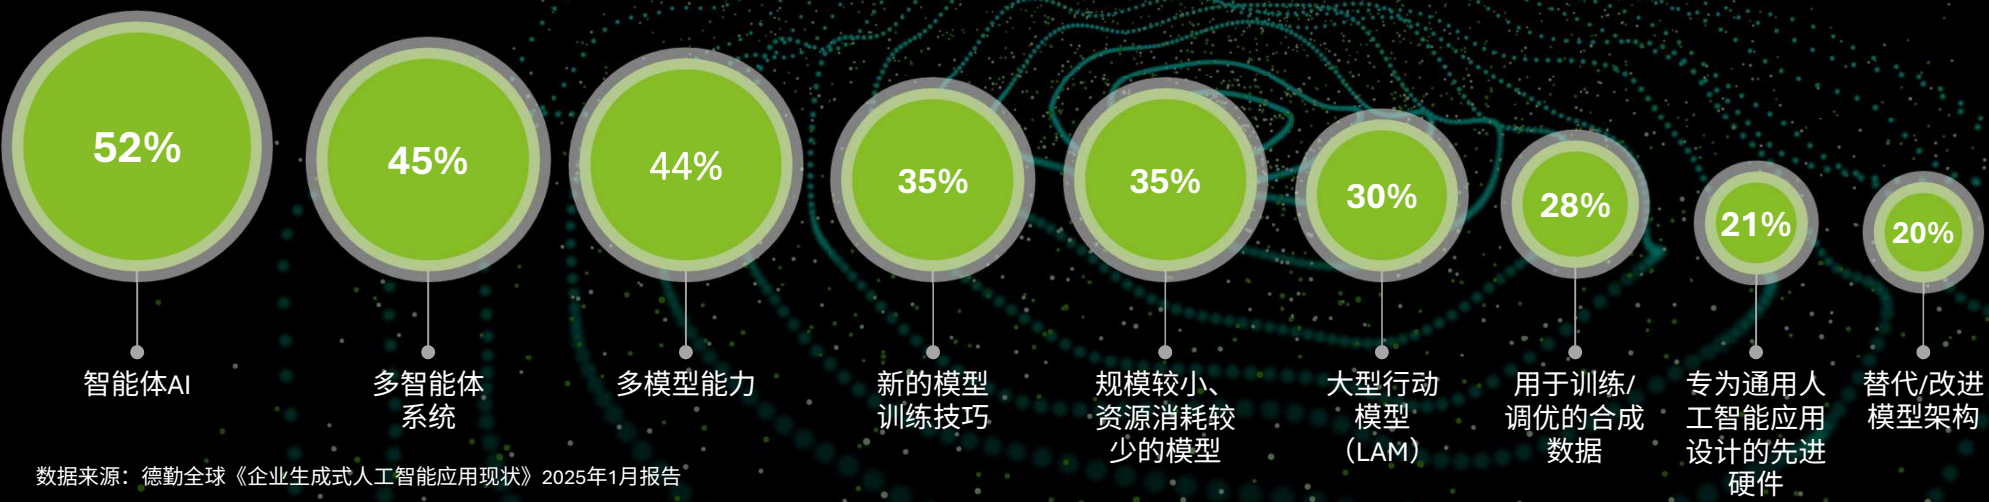 52%
45%
44%
35%
35%
30%
28%
21%
20%
智能体AI
多智能体
系统
多模型能力
新的模型
训练技巧
规模较小、
资源消耗较
少的模型
大型行动
模型
（LAM）
用于训练/
调优的合成
数据
专为通用人
工智能应用
设计的先进
硬件
替代/改进
模型架构
数据来源：德勤全球《企业生成式人工智能应用现状》2025年1月报告